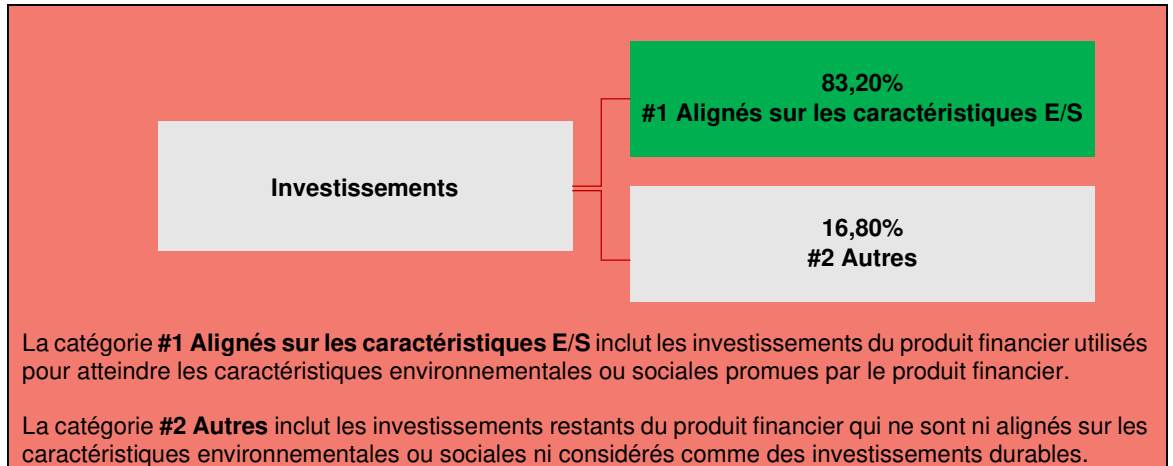 83,20%
#1 Alignés sur les caractéristiques E/S
Investissements
16,80%
#2 Autres
La catégorie #1 Alignés sur les caractéristiques E/S inclut les investissements du produit financier utilisés
pour atteindre les caractéristiques environnementales ou sociales promues par le produit financier.
La catégorie #2 Autres inclut les investissements restants du produit financier qui ne sont ni alignés sur les
caractéristiques environnementales ou sociales ni considérés comme des investissements durables.